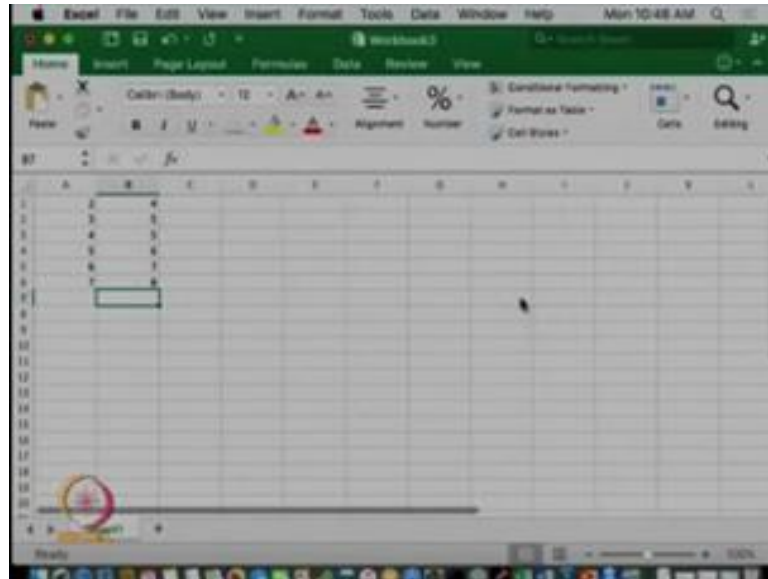 Excel File Edit View Insert Format Tools Data Window Help Mon 10:48 AM
Workbook3
Home Insert Page Layout Formulas Data Review View
Calibri (Body) 12 A+ A- % Conditional Formatting
Format as Table
Paste B I U A Alignment Number Cell Styles Cells Editing
B7 fx
A B C D E F G H I J K L
1 2 4
2 3 5
3 4 5
4 5 6
5 6 7
6 7 8
7
8
9
10
11
12
13
14
15
16
17
18
19
20
Ready 100%